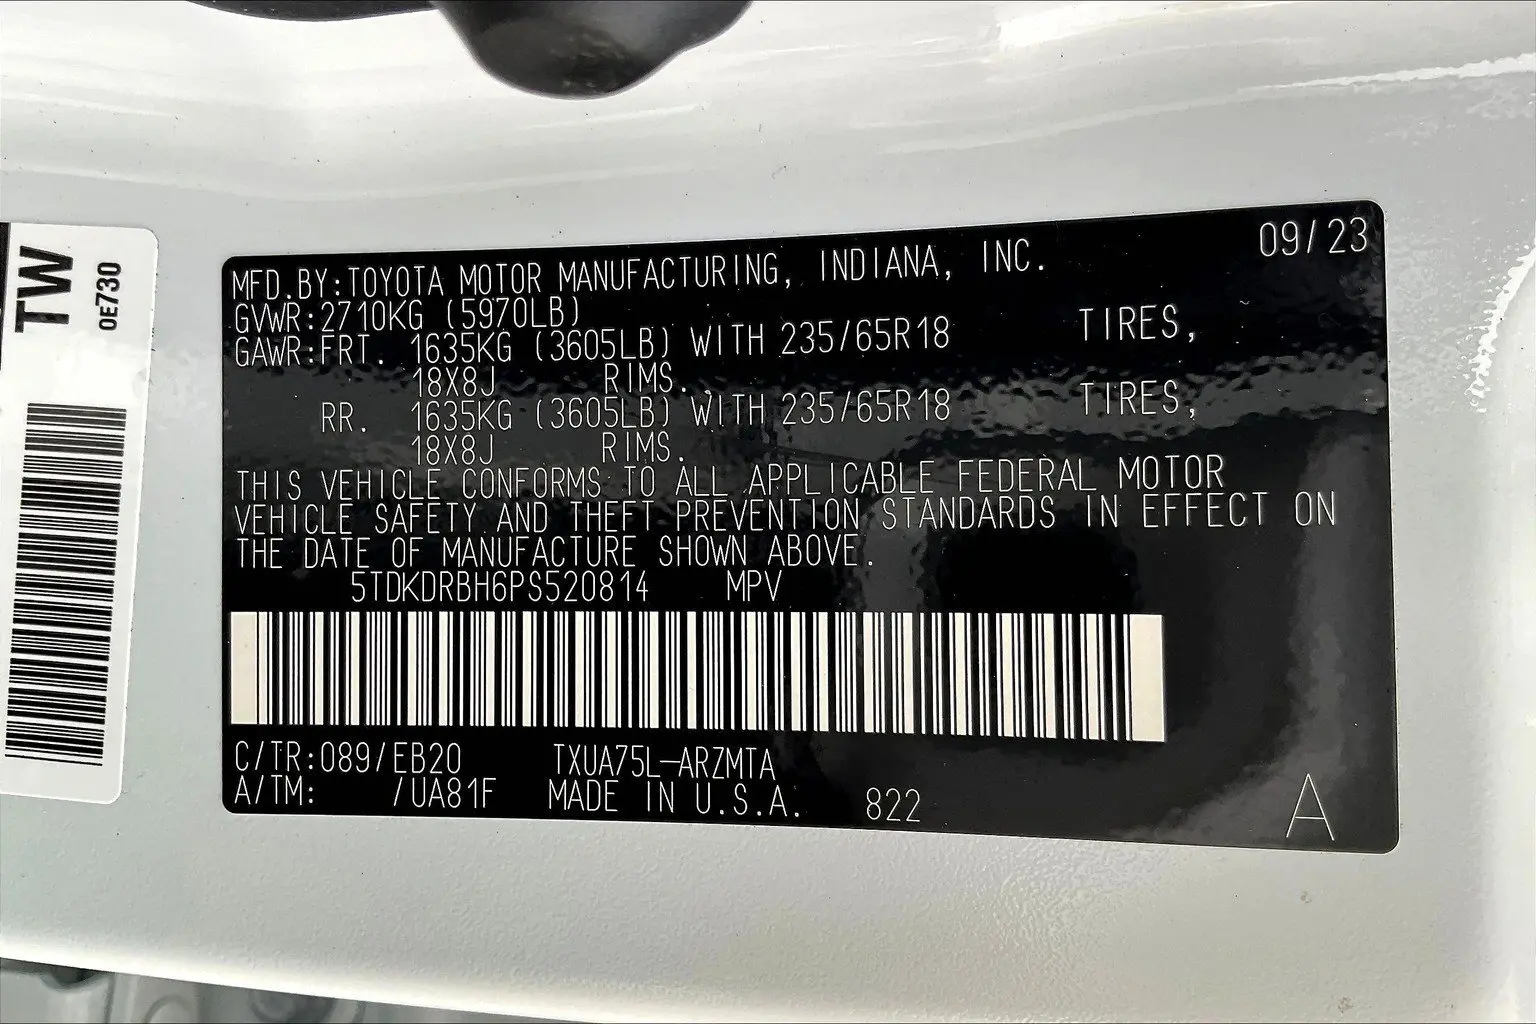 TW
0E730
MFD.BY:TOYOTA MOTOR MANUFACTURING, INDIANA, INC. 09/23
GVWR:2710KG (5970LB)
GAWR:FRT. 1635KG (3605LB) WITH 235/65R18 TIRES,
18X8J RIMS.
RR. 1635KG (3605LB) WITH 235/65R18 TIRES,
18X8J RIMS.
THIS VEHICLE CONFORMS TO ALL APPLICABLE FEDERAL MOTOR
VEHICLE SAFETY AND THEFT PREVENTION STANDARDS IN EFFECT ON
THE DATE OF MANUFACTURE SHOWN ABOVE.
5TDKDRBH6PS520814 MPV
C/TR:089/EB20 TXUA75L-ARZMTA
A/TM: /UA81F MADE IN U.S.A. 822 A